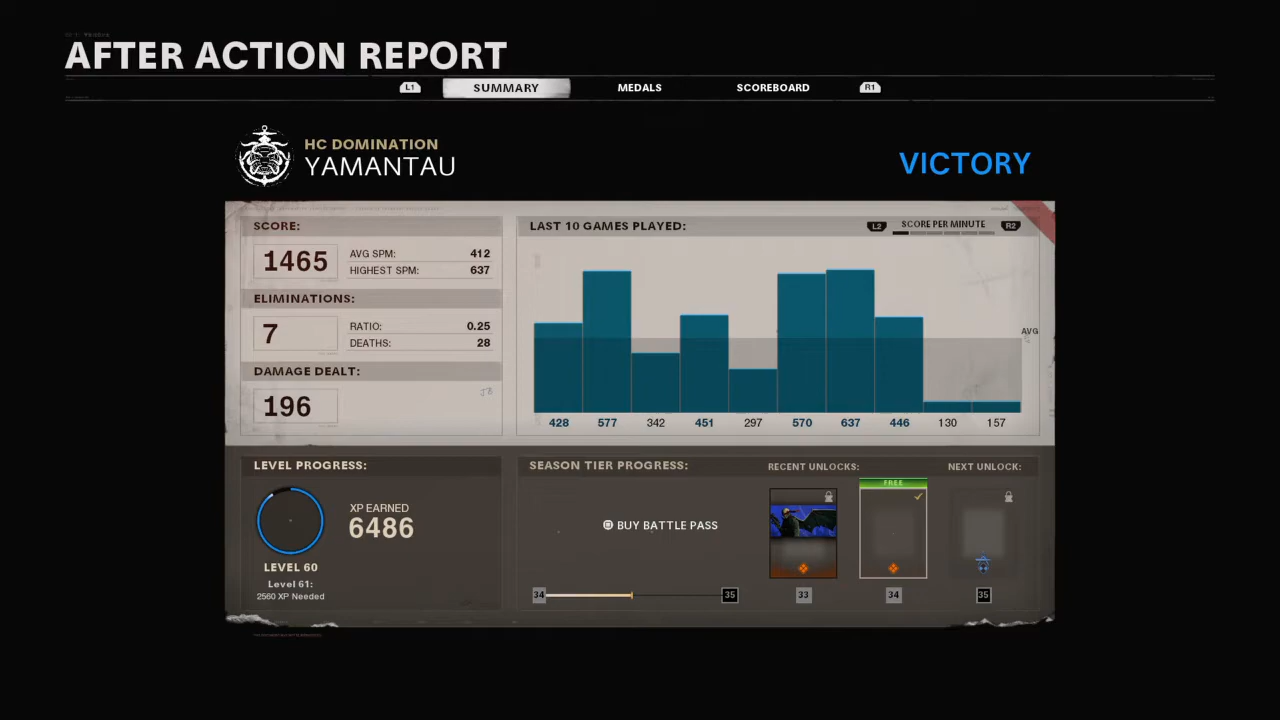 AFTER ACTION REPORT
L1 SUMMARY MEDALS SCOREBOARD R1
HC DOMINATION
YAMANTAU
VICTORY
SCORE:
1465
AVG SPM: 412
HIGHEST SPM: 637
ELIMINATIONS:
7
RATIO: 0.25
DEATHS: 28
DAMAGE DEALT:
196
LAST 10 GAMES PLAYED:
L2 SCORE PER MINUTE R2
AVG
428 577 342 451 297 570 637 446 130 157
LEVEL PROGRESS:
XP EARNED
6486
LEVEL 60
Level 61:
2560 XP Needed
SEASON TIER PROGRESS:
BUY BATTLE PASS
34 35
RECENT UNLOCKS:
FREE
33 34
NEXT UNLOCK:
35